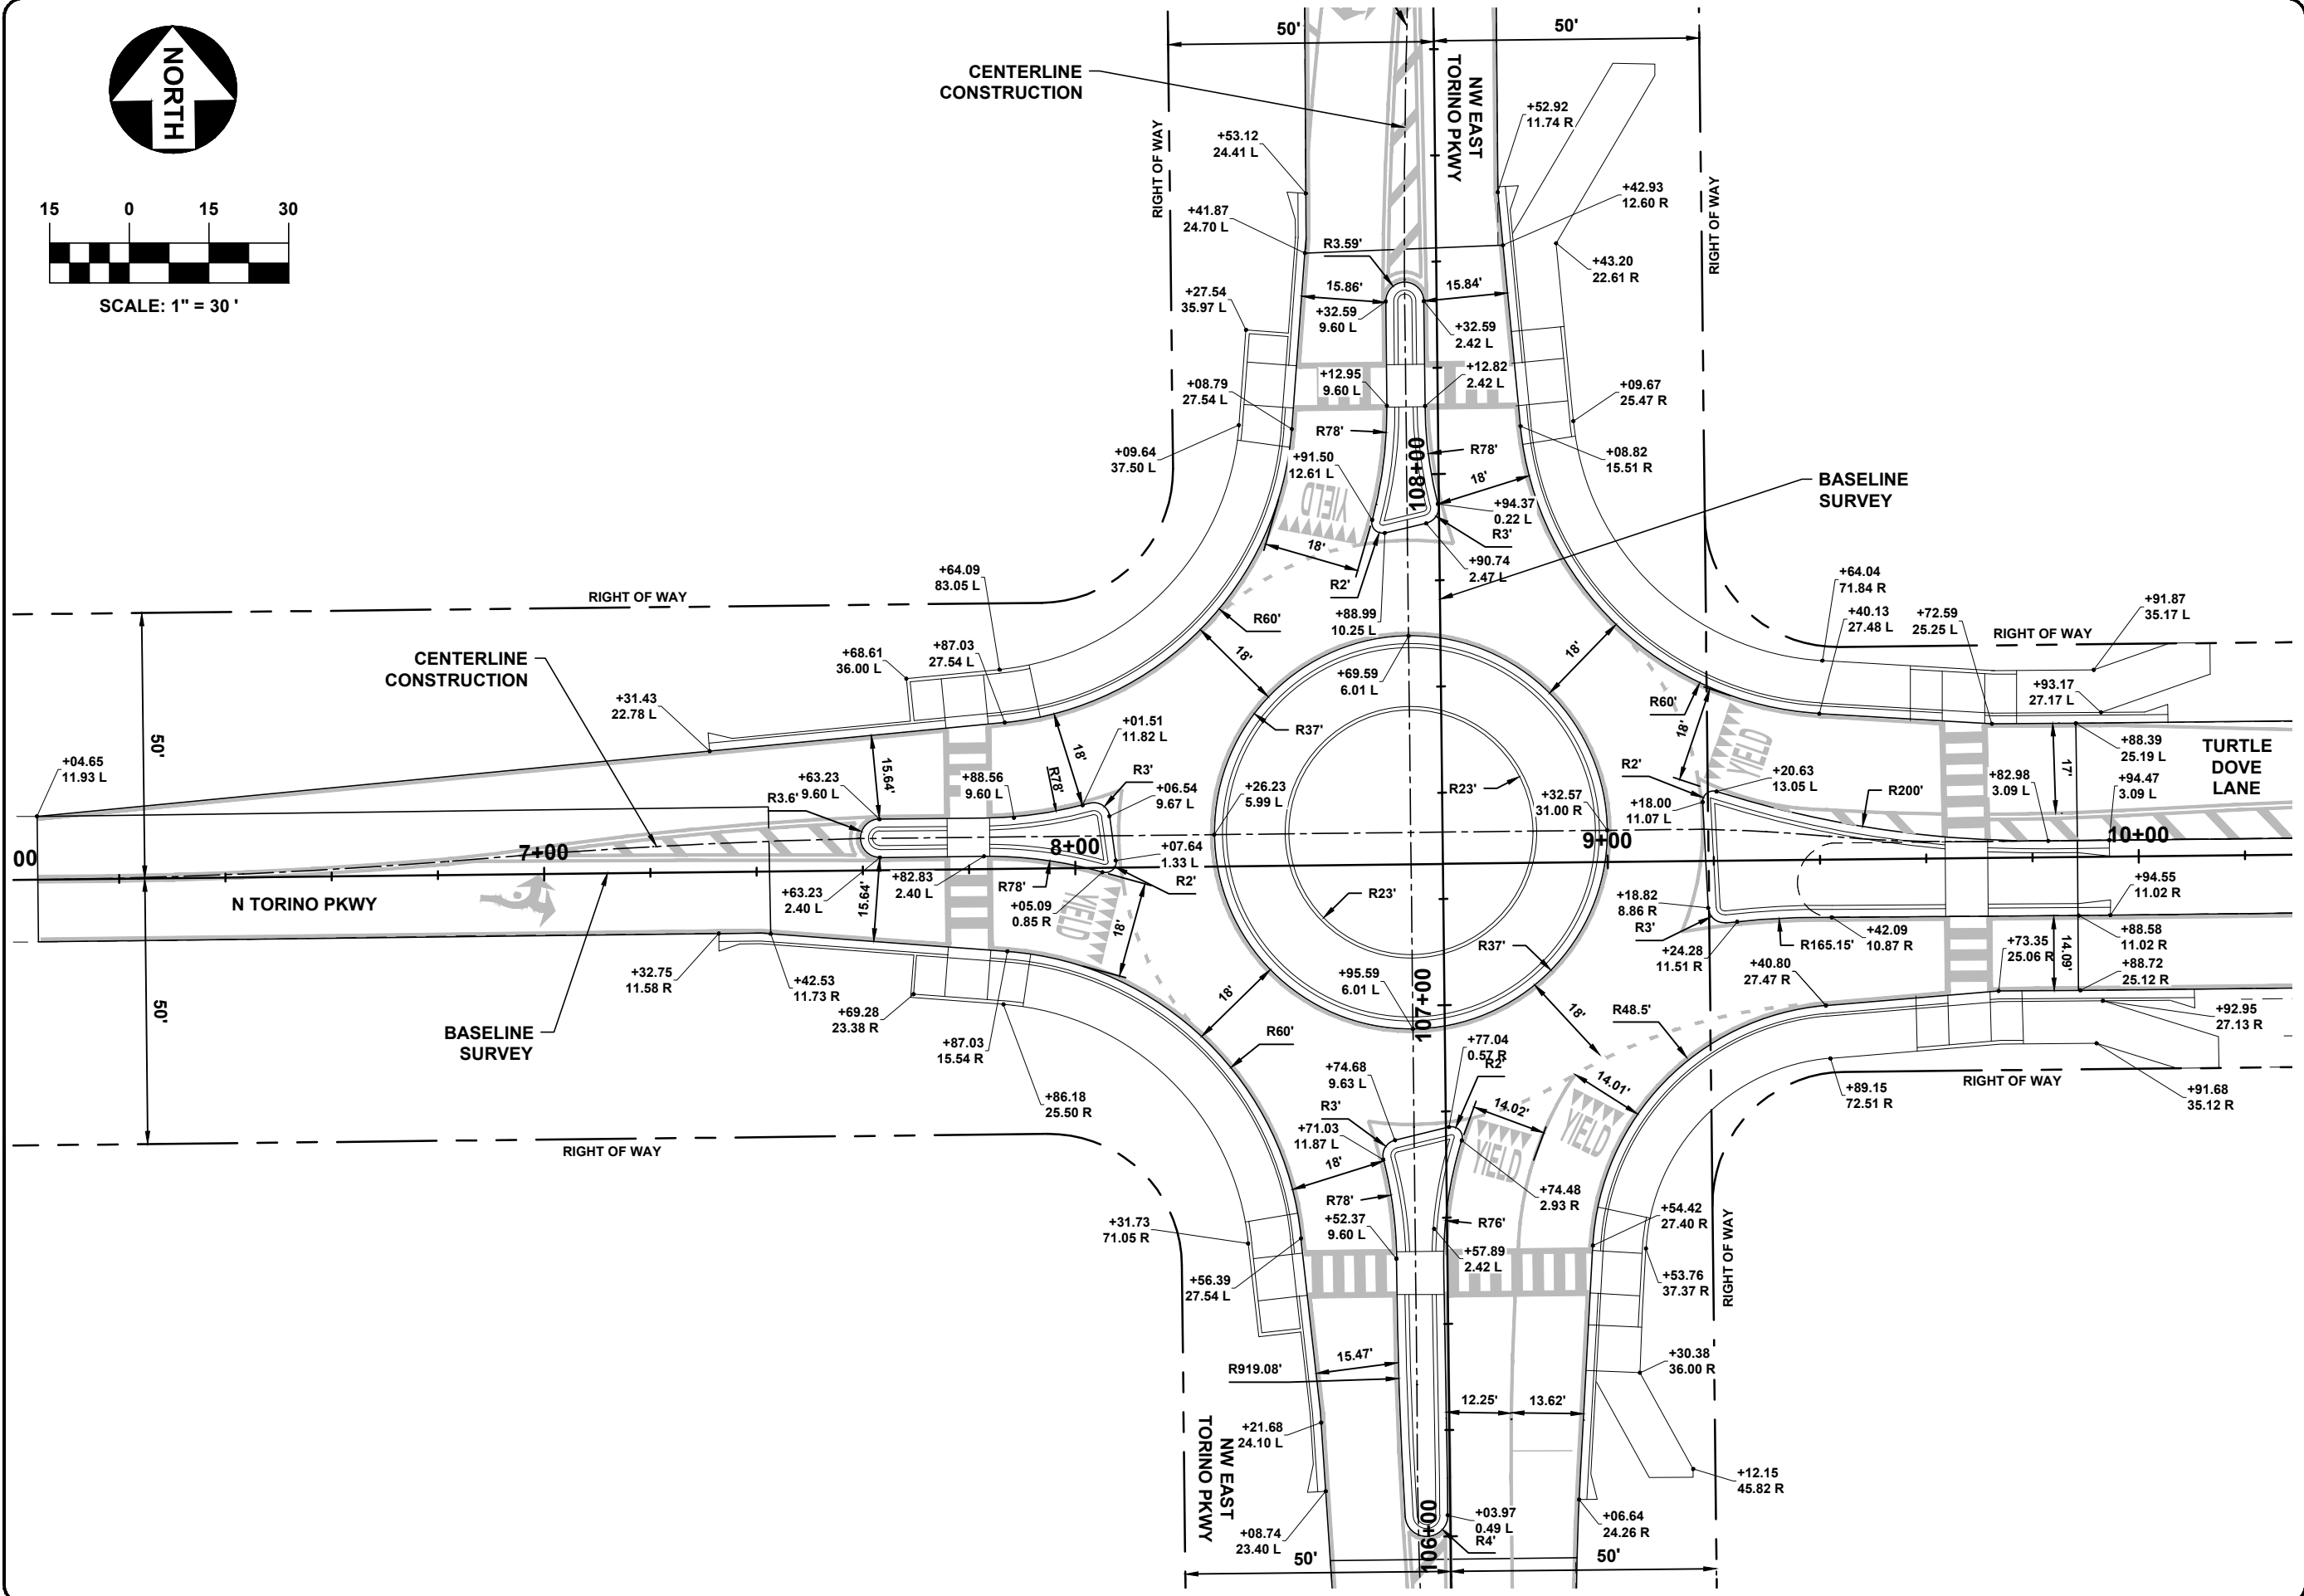 NORTH
15 0 15 30
SCALE: 1" = 30 '
50'
50'
CENTERLINE
CONSTRUCTION
NW EAST
TORINO PKWY
RIGHT OF WAY
RIGHT OF WAY
+53.12
24.41 L
+52.92
11.74 R
+41.87
24.70 L
+42.93
12.60 R
R3.59'
+43.20
22.61 R
+27.54
35.97 L
15.86'
15.84'
+32.59
9.60 L
+32.59
2.42 L
+08.79
27.54 L
+12.95
9.60 L
+12.82
2.42 L
+09.67
25.47 R
+09.64
37.50 L
R78'
R78'
+08.82
15.51 R
+91.50
12.61 L
108+00
18'
YIELD
+94.37
0.22 L
R3'
BASELINE
SURVEY
18'
R2'
+90.74
2.47 L
+88.99
10.25 L
RIGHT OF WAY
+64.09
83.05 L
R60'
+64.04
71.84 R
+40.13
27.48 L
+72.59
25.25 L
+91.87
35.17 L
RIGHT OF WAY
50'
CENTERLINE
CONSTRUCTION
+68.61
36.00 L
+87.03
27.54 L
18'
18'
+69.59
6.01 L
R60'
18'
+93.17
27.17 L
+31.43
22.78 L
+04.65
11.93 L
+01.51
11.82 L
R37'
YIELD
+88.39
25.19 L
TURTLE
DOVE
LANE
15.64'
18'
R78'
R3'
R2'
17'
+63.23
9.60 L
R3.6'
+88.56
9.60 L
+06.54
9.67 L
+26.23
5.99 L
R23'
+32.57
31.00 R
+20.63
13.05 L
+18.00
11.07 L
R200'
+82.98
3.09 L
+94.47
3.09 L
00
7+00
8+00
9+00
10+00
+07.64
1.33 L
R2'
+63.23
2.40 L
+82.83
2.40 L
15.64'
R78'
+05.09
0.85 R
18'
YIELD
R23'
N TORINO PKWY
+18.82
8.86 R
R3'
+94.55
11.02 R
+24.28
11.51 R
R165.15'
+42.09
10.87 R
+88.58
11.02 R
14.09'
+32.75
11.58 R
+42.53
11.73 R
R37'
+40.80
27.47 R
+73.35
25.06 R
+88.72
25.12 R
50'
+69.28
23.38 R
+95.59
6.01 L
107+00
18'
18'
R48.5'
+92.95
27.13 R
BASELINE
SURVEY
+87.03
15.54 R
R60'
+77.04
0.57 R
R2'
+74.68
9.63 L
+86.18
25.50 R
14.01'
YIELD
+89.15
72.51 R
RIGHT OF WAY
+91.68
35.12 R
RIGHT OF WAY
R3'
14.02'
+71.03
11.87 L
18'
YIELD
R78'
+74.48
2.93 R
+31.73
71.05 R
+52.37
9.60 L
R76'
+54.42
27.40 R
+57.89
2.42 L
+56.39
27.54 L
+53.76
37.37 R
RIGHT OF WAY
R919.08'
15.47'
+30.38
36.00 R
12.25'
13.62'
+21.68
24.10 L
NW EAST
TORINO PKWY
+12.15
45.82 R
+08.74
23.40 L
106+00
+03.97
0.49 L
R4'
+06.64
24.26 R
50'
50'